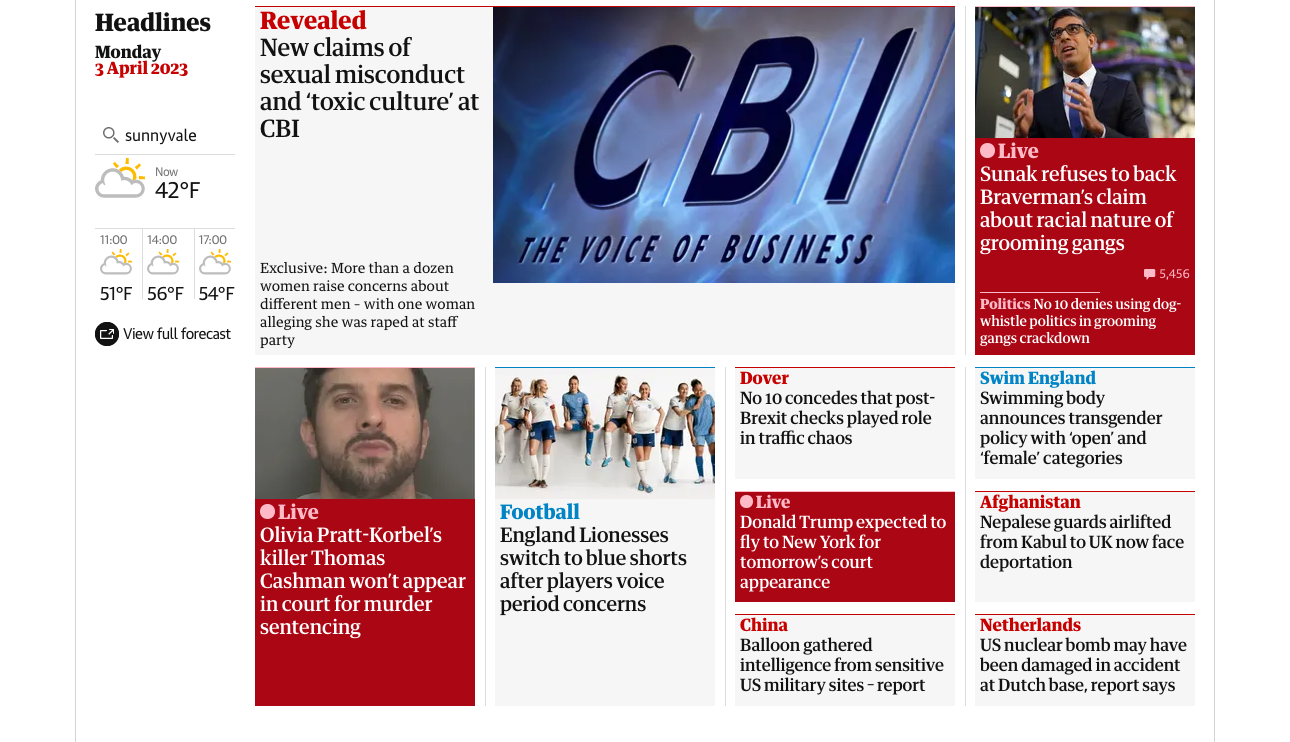 Headlines
Monday
3 April 2023
sunnyvale
Now
42°F
11:00
51°F
14:00
56°F
17:00
54°F
View full forecast
Revealed
New claims of
sexual misconduct
and ‘toxic culture’ at
CBI
Exclusive: More than a dozen
women raise concerns about
different men – with one woman
alleging she was raped at staff
party
CBI
THE VOICE OF BUSINESS
Live
Sunak refuses to back
Braverman’s claim
about racial nature of
grooming gangs
5,456
Politics No 10 denies using dog-
whistle politics in grooming
gangs crackdown
Live
Olivia Pratt-Korbel’s
killer Thomas
Cashman won’t appear
in court for murder
sentencing
Football
England Lionesses
switch to blue shorts
after players voice
period concerns
Dover
No 10 concedes that post-
Brexit checks played role
in traffic chaos
Live
Donald Trump expected to
fly to New York for
tomorrow’s court
appearance
China
Balloon gathered
intelligence from sensitive
US military sites – report
Swim England
Swimming body
announces transgender
policy with ‘open’ and
‘female’ categories
Afghanistan
Nepalese guards airlifted
from Kabul to UK now face
deportation
Netherlands
US nuclear bomb may have
been damaged in accident
at Dutch base, report says